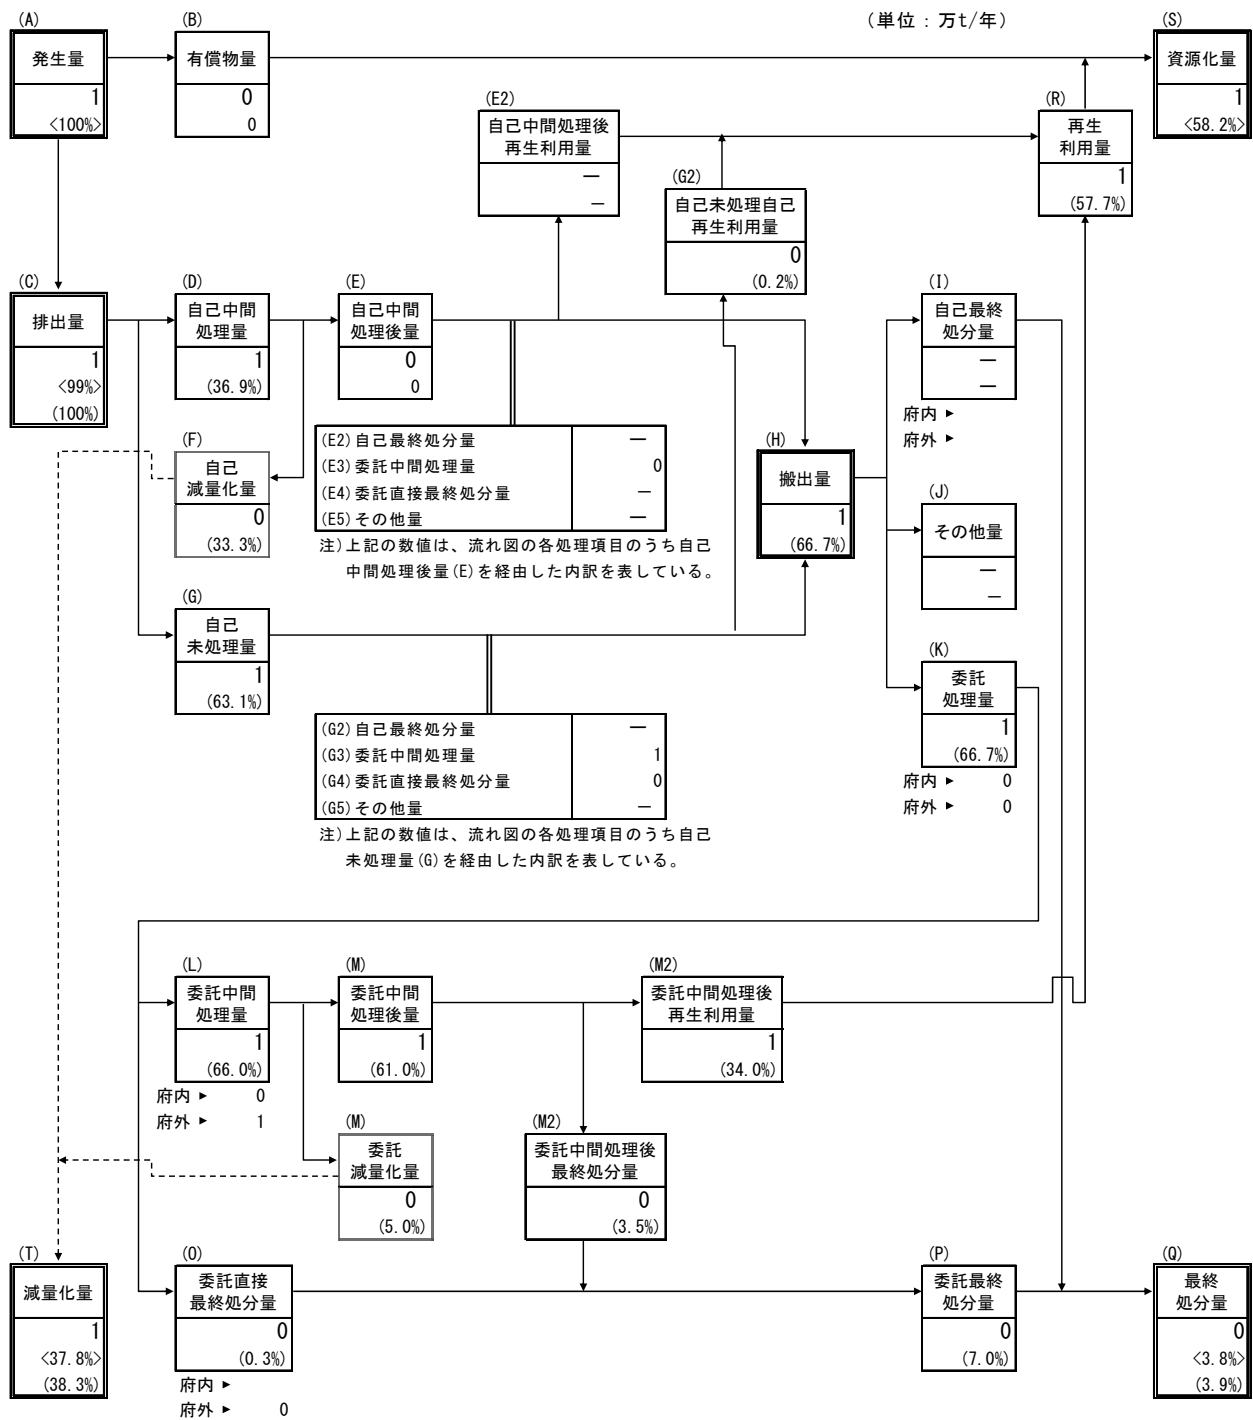 (単位：万t/年)
(A)
発生量
1
<100%>
(B)
有償物量
0
0
(S)
資源化量
1
<58.2%>
(E2)
自己中間処理後
再生利用量
―
―
(R)
再生
利用量
1
(57.7%)
(G2)
自己未処理自己
再生利用量
0
(0.2%)
(C)
排出量
1
<99%>
(100%)
(D)
自己中間
処理量
1
(36.9%)
(E)
自己中間
処理後量
0
0
(I)
自己最終
処分量
―
―
府内 ►
府外 ►
(F)
自己
減量化量
0
(33.3%)
(E2)自己最終処分量 ―
(E3)委託中間処理量 0
(E4)委託直接最終処分量 ―
(E5)その他量 ―
注)上記の数値は、流れ図の各処理項目のうち自己
中間処理後量(E)を経由した内訳を表している。
(H)
搬出量
1
(66.7%)
(J)
その他量
―
―
(G)
自己
未処理量
1
(63.1%)
(K)
委託
処理量
1
(66.7%)
府内 ► 0
府外 ► 0
(G2)自己最終処分量 ―
(G3)委託中間処理量 1
(G4)委託直接最終処分量 0
(G5)その他量 ―
注)上記の数値は、流れ図の各処理項目のうち自己
未処理量(G)を経由した内訳を表している。
(L)
委託中間
処理量
1
(66.0%)
府内 ► 0
府外 ► 1
(M)
委託中間
処理後量
1
(61.0%)
(M2)
委託中間処理後
再生利用量
1
(34.0%)
(M)
委託
減量化量
0
(5.0%)
(M2)
委託中間処理後
最終処分量
0
(3.5%)
(T)
減量化量
1
<37.8%>
(38.3%)
(O)
委託直接
最終処分量
0
(0.3%)
府内 ►
府外 ► 0
(P)
委託最終
処分量
0
(7.0%)
(Q)
最終
処分量
0
<3.8%>
(3.9%)